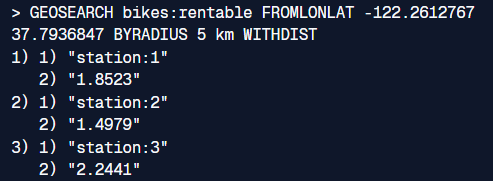 > GEOSEARCH bikes:rentable FROMLONLAT -122.2612767
37.7936847 BYRADIUS 5 km WITHDIST
1) 1) "station:1"
   2) "1.8523"
2) 1) "station:2"
   2) "1.4979"
3) 1) "station:3"
   2) "2.2441"